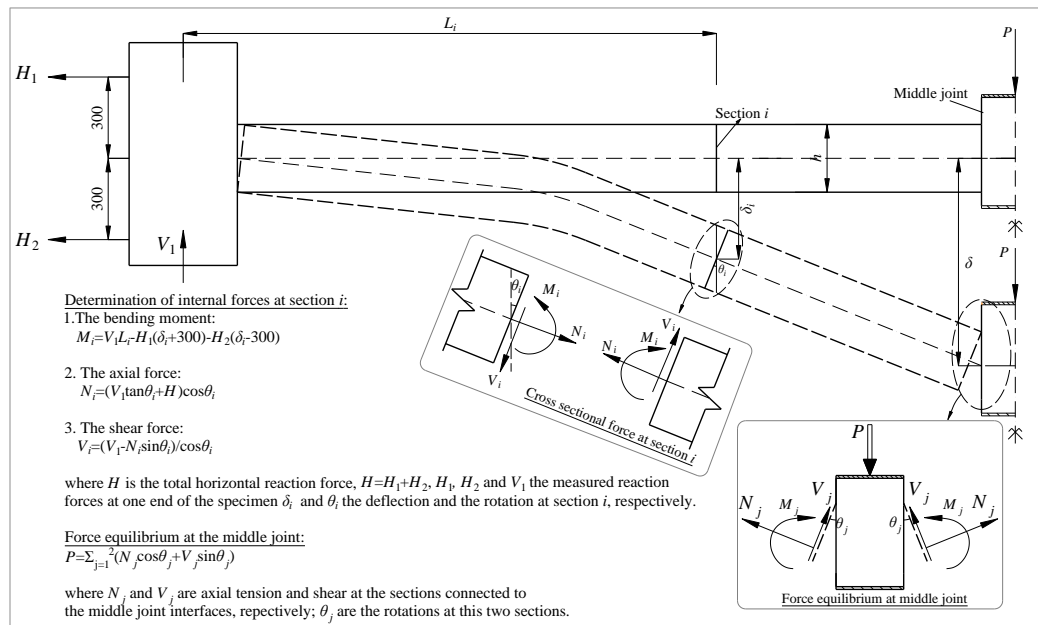 L_i
P
H_1
Middle joint
Section i
300
h
300
δ_i
H_2
V_1
P
δ
θ_i
Determination of internal forces at section i:
1.The bending moment:
M_i=V_1L_i-H_1(δ_i+300)-H_2(δ_i-300)
2. The axial force:
N_i=(V_1tanθ_i+H)cosθ_i
3. The shear force:
V_i=(V_1-N_isinθ_i)/cosθ_i
θ_i
M_i
N_i
V_i
V_i
M_i
N_i
Cross sectional force at section i
where H is the total horizontal reaction force, H=H_1+H_2, H_1, H_2 and V_1 the measured reaction
forces at one end of the specimen δ_i and θ_i the deflection and the rotation at section i, respectively.
Force equilibrium at the middle joint:
P=Σ_{j=1}^2(N_jcosθ_j+V_jsinθ_j)
where N_j and V_j are axial tension and shear at the sections connected to
the middle joint interfaces, repectively; θ_j are the rotations at this two sections.
P
N_j M_j V_j V_j M_j N_j
θ_j θ_j
Force equilibrium at middle joint